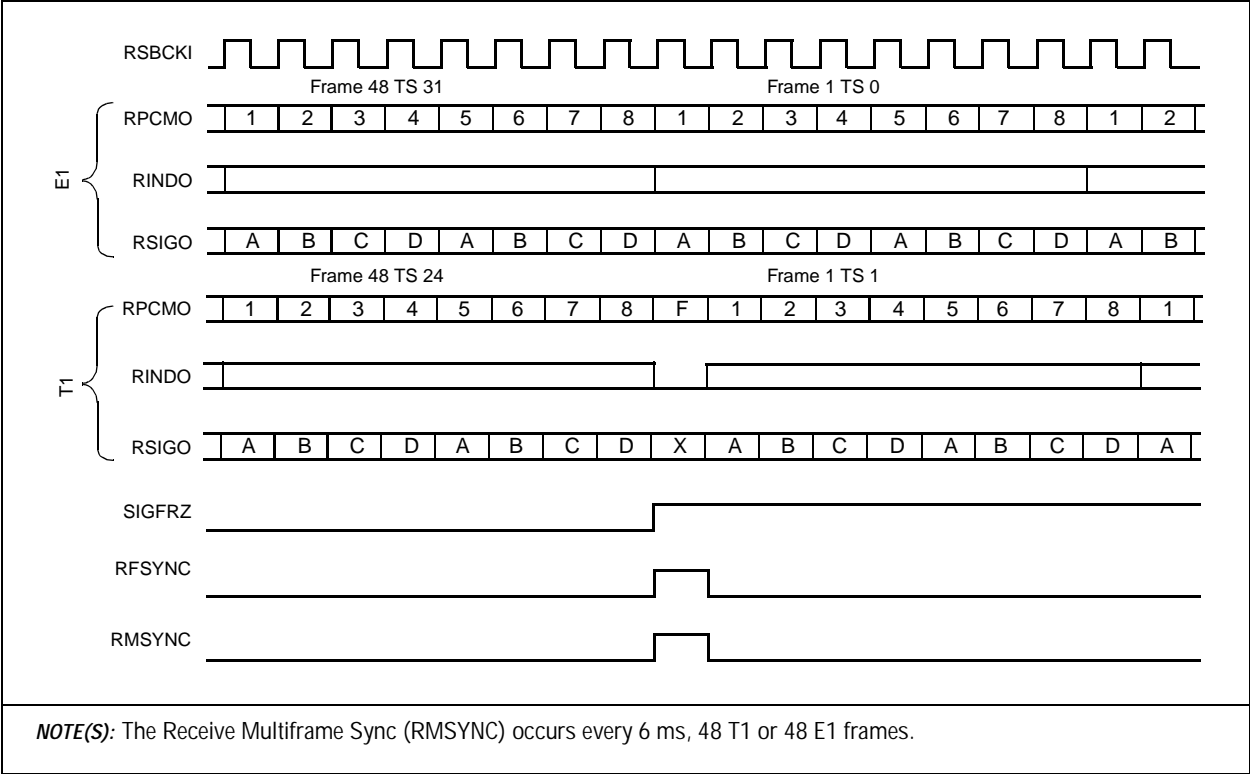 RSBCKI
Frame 48 TS 31 Frame 1 TS 0
E1
RPCMO 1 2 3 4 5 6 7 8 1 2 3 4 5 6 7 8 1 2
RINDO
RSIGO A B C D A B C D A B C D A B C D A B
Frame 48 TS 24 Frame 1 TS 1
T1
RPCMO 1 2 3 4 5 6 7 8 F 1 2 3 4 5 6 7 8 1
RINDO
RSIGO A B C D A B C D X A B C D A B C D A
SIGFRZ
RFSYNC
RMSYNC
NOTE(S): The Receive Multiframe Sync (RMSYNC) occurs every 6 ms, 48 T1 or 48 E1 frames.